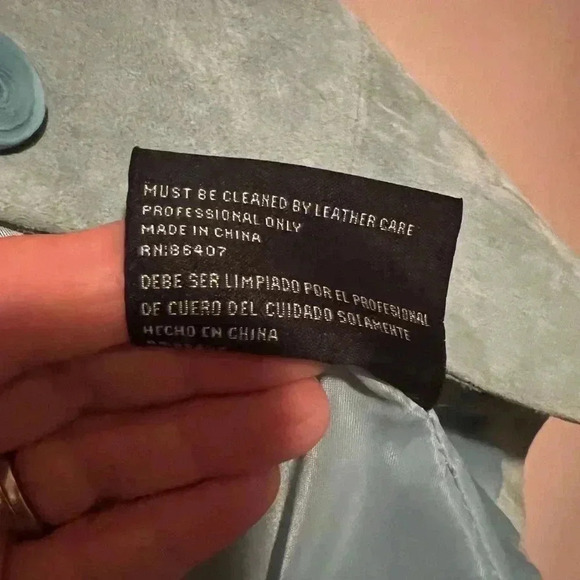 MUST BE CLEANED BY LEATHER CARE
PROFESSIONAL ONLY
MADE IN CHINA
RN:86407
DEBE SER LIMPIADO POR EL PROFESIONAL
DE CUERO DEL CUIDADO SOLAMENTE
HECHO EN CHINA